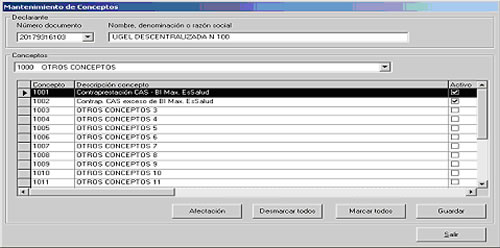 Mantenimiento de Conceptos
Declarante
Número documento Nombre, denominación o razón social
20179316103 UGEL DESCENTRALIZADA N 100
Conceptos
1000 OTROS CONCEPTOS
Concepto Descripción concepto Activo
1001 Contraprestación CAS - BI Max. EsSalud
1002 Contrap. CAS exceso de BI Max. EsSalud
1003 OTROS CONCEPTOS 3
1004 OTROS CONCEPTOS 4
1005 OTROS CONCEPTOS 5
1006 OTROS CONCEPTOS 6
1007 OTROS CONCEPTOS 7
1008 OTROS CONCEPTOS 8
1009 OTROS CONCEPTOS 9
1010 OTROS CONCEPTOS 10
1011 OTROS CONCEPTOS 11
Afectación Desmarcar todos Marcar todos Guardar
Salir